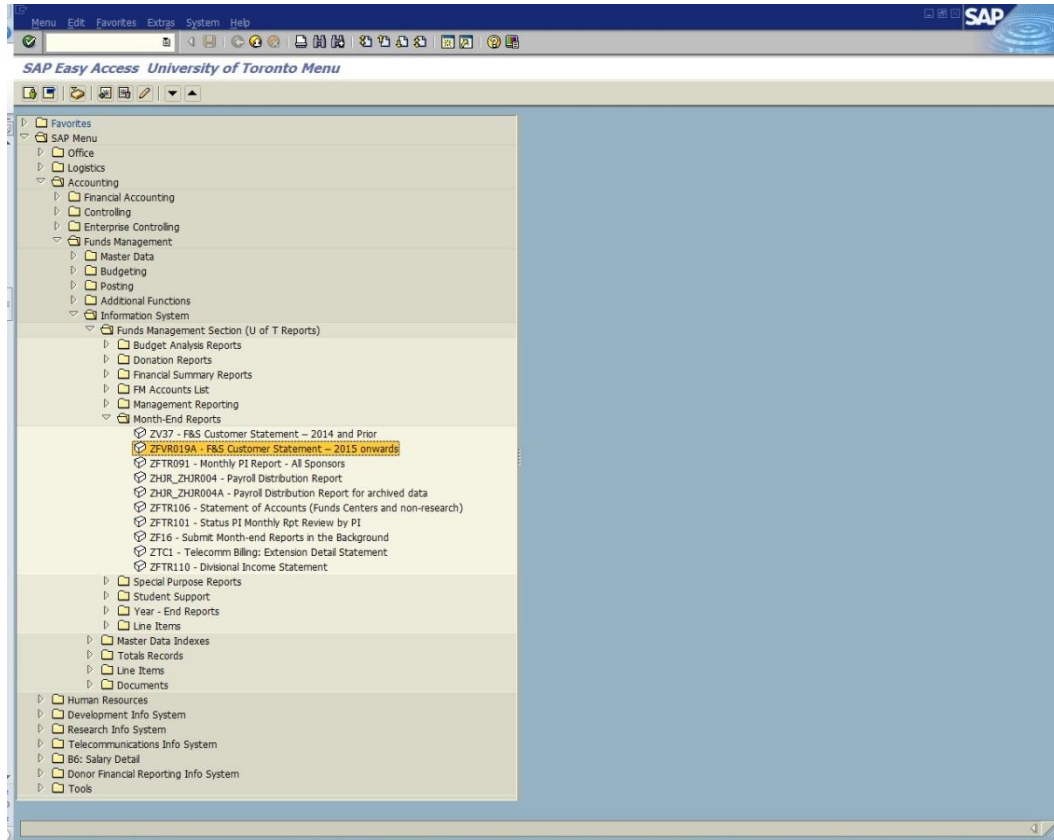 Menu Edit Favorites Extras System Help
SAP
SAP Easy Access University of Toronto Menu
Favorites
SAP Menu
Office
Logistics
Accounting
Financial Accounting
Controlling
Enterprise Controlling
Funds Management
Master Data
Budgeting
Posting
Additional Functions
Information System
Funds Management Section (U of T Reports)
Budget Analysis Reports
Donation Reports
Financial Summary Reports
FM Accounts List
Management Reporting
Month-End Reports
ZV37 - F&S Customer Statement – 2014 and Prior
ZFVR019A - F&S Customer Statement – 2015 onwards
ZFTR091 - Monthly PI Report - All Sponsors
ZHJR_ZHJR004 - Payroll Distribution Report
ZHJR_ZHJR004A - Payroll Distribution Report for archived data
ZFTR106 - Statement of Accounts (Funds Centers and non-research)
ZFTR101 - Status PI Monthly Rpt Review by PI
ZF16 - Submit Month-end Reports in the Background
ZTC1 - Telecomm Billing: Extension Detail Statement
ZFTR110 - Divisional Income Statement
Special Purpose Reports
Student Support
Year - End Reports
Line Items
Master Data Indexes
Totals Records
Line Items
Documents
Human Resources
Development Info System
Research Info System
Telecommunications Info System
B6: Salary Detail
Donor Financial Reporting Info System
Tools